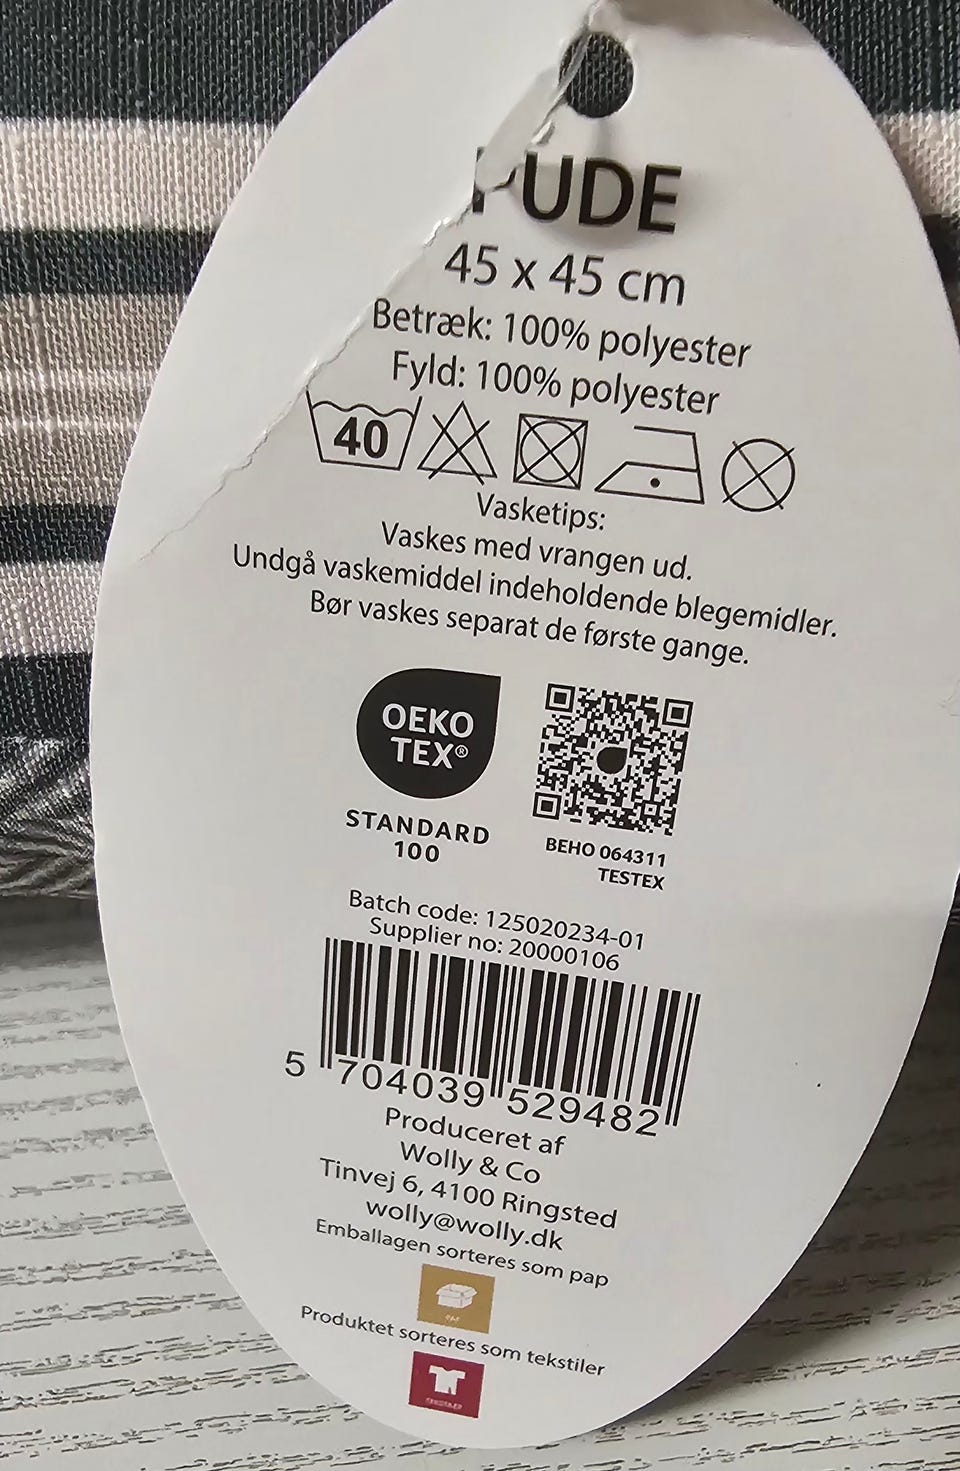 PUDE
45 x 45 cm
Betræk: 100% polyester
Fyld: 100% polyester
40
Vasketips:
Vaskes med vrangen ud.
Undgå vaskemiddel indeholdende blegemidler.
Bør vaskes separat de første gange.
OEKO
TEX®
STANDARD
100
BEHO 064311
TESTEX
Batch code: 125020234-01
Supplier no: 20000106
5 704039 529482
Produceret af
Wolly & Co
Tinvej 6, 4100 Ringsted
wolly@wolly.dk
Emballagen sorteres som pap
PAP
Produktet sorteres som tekstiler